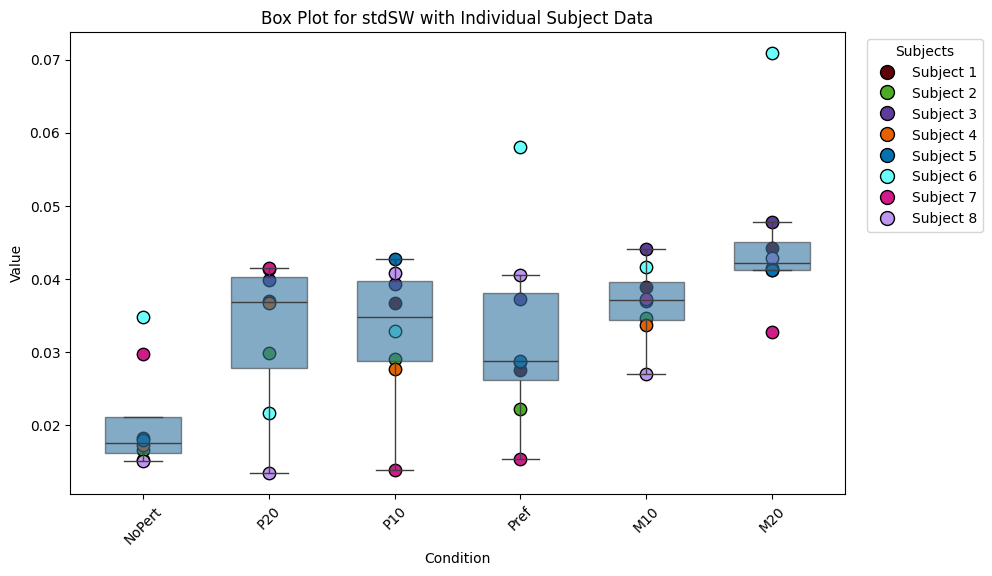 Box Plot for stdSW with Individual Subject Data
Value
0.07
0.06
0.05
0.04
0.03
0.02
NoPert
P20
P10
Pref
M10
M20
Condition
Subjects
Subject 1
Subject 2
Subject 3
Subject 4
Subject 5
Subject 6
Subject 7
Subject 8